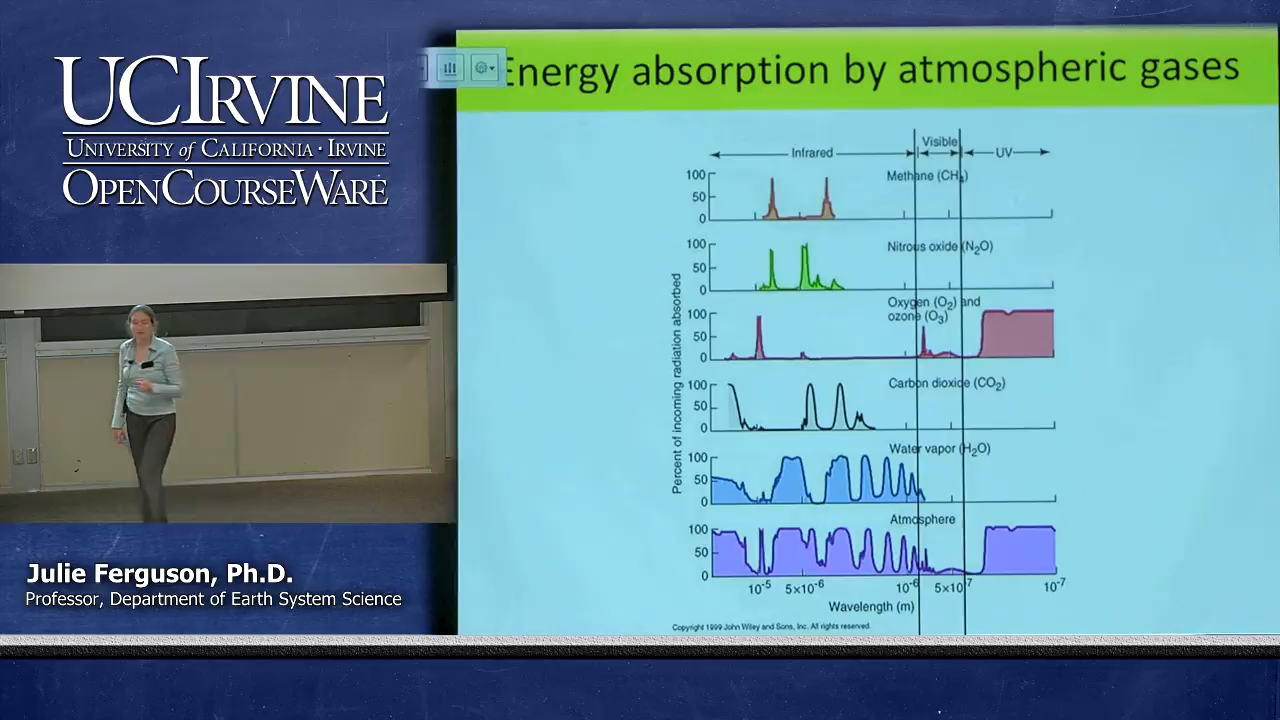 UCIRVINE
UNIVERSITY of CALIFORNIA · IRVINE
OPENCOURSEWARE
Julie Ferguson, Ph.D.
Professor, Department of Earth System Science
Energy absorption by atmospheric gases
Infrared
Visible
UV
Methane (CH4)
100
50
0
Nitrous oxide (N2O)
100
50
0
Oxygen (O2) and
ozone (O3)
100
50
0
Carbon dioxide (CO2)
100
50
0
Water vapor (H2O)
100
50
0
Atmosphere
100
50
0
Percent of incoming radiation absorbed
10-5 5×10-6 10-6 5×10-7 10-7
Wavelength (m)
Copyright 1999 John Wiley and Sons, Inc. All rights reserved.